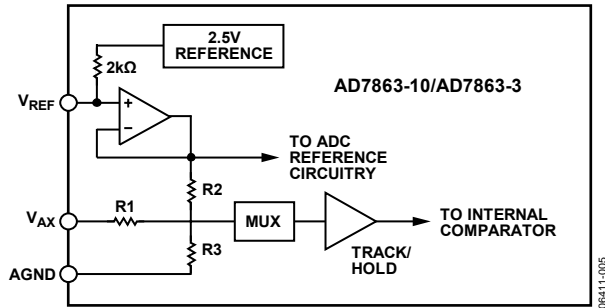 2.5V
REFERENCE
2kΩ
AD7863-10/AD7863-3
VREF
+
–
TO ADC
REFERENCE
CIRCUITRY
R2
R1
VAX
MUX
TO INTERNAL
COMPARATOR
R3
TRACK/
HOLD
AGND
06411-005